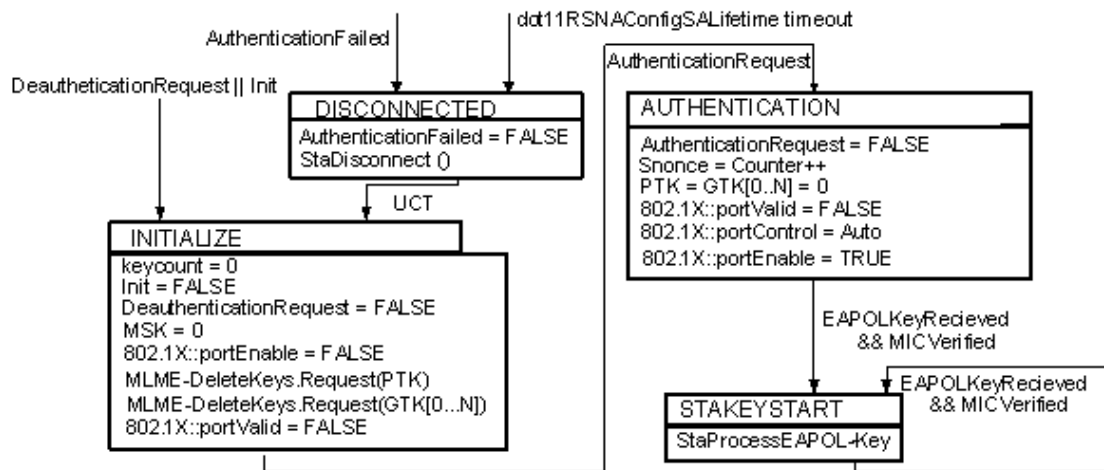 dot11RSNAConfigSALifetime timeout
AuthenticationFailed
AuthenticationRequest
DeautheticationRequest || Init
DISCONNECTED
AuthenticationFailed = FALSE
StaDisconnect ()
UCT
INITIALIZE
keycount = 0
Init = FALSE
DeauthenticationRequest = FALSE
MSK = 0
802.1X::portEnable = FALSE
MLME-DeleteKeys.Request(PTK)
MLME-DeleteKeys.Request(GTK[0...N])
802.1X::portValid = FALSE
AUTHENTICATION
AuthenticationRequest = FALSE
Snonce = Counter++
PTK = GTK[0..N] = 0
802.1X::portValid = FALSE
802.1X::portControl = Auto
802.1X::portEnable = TRUE
EAPOLKeyRecieved
&& MICVerified
EAPOLKeyRecieved
&& MICVerified
STAKEYSTART
StaProcessEAPOL-Key